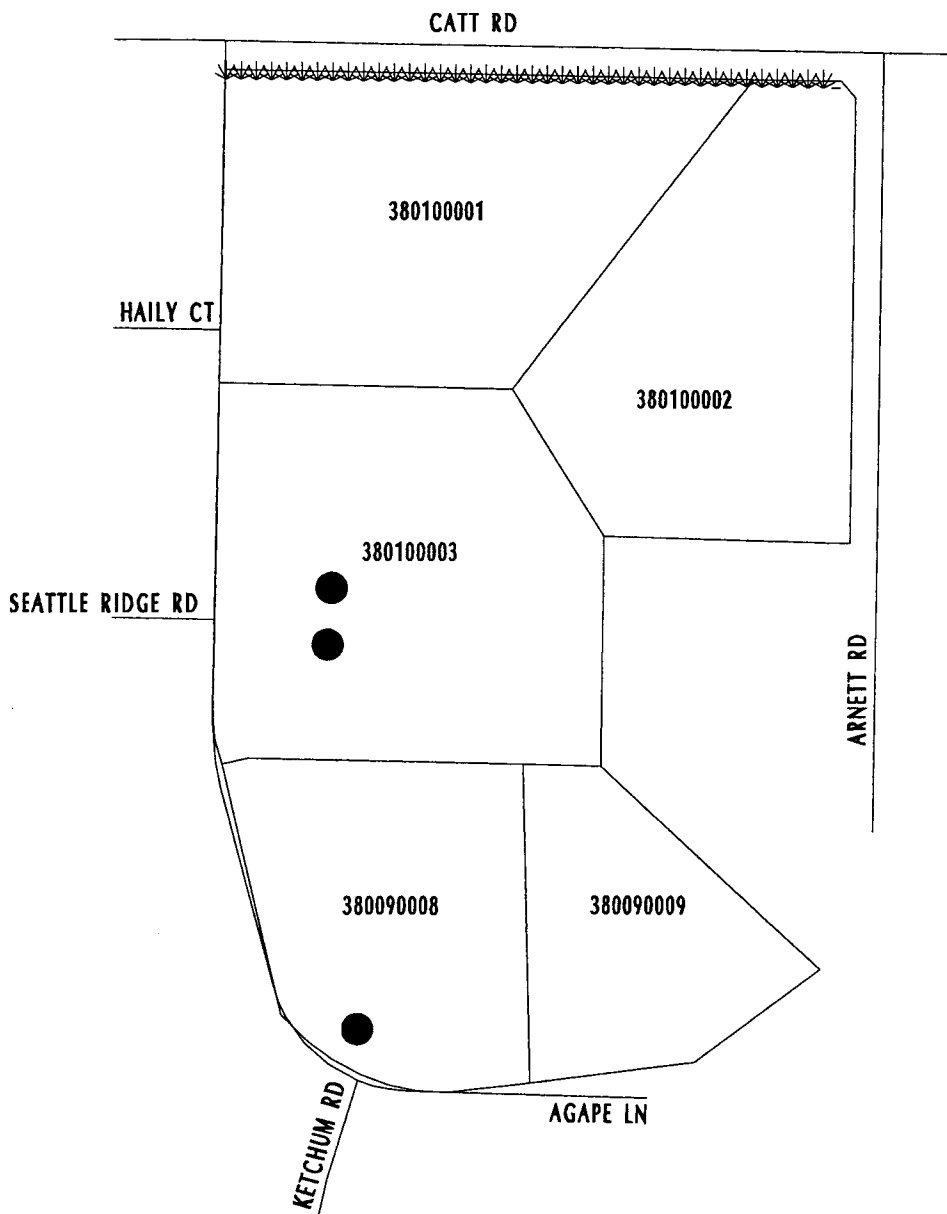 CATT RD
380100001
HAILY CT
380100002
380100003
SEATTLE RIDGE RD
ARNETT RD
380090008
380090009
AGAPE LN
KETCHUM RD